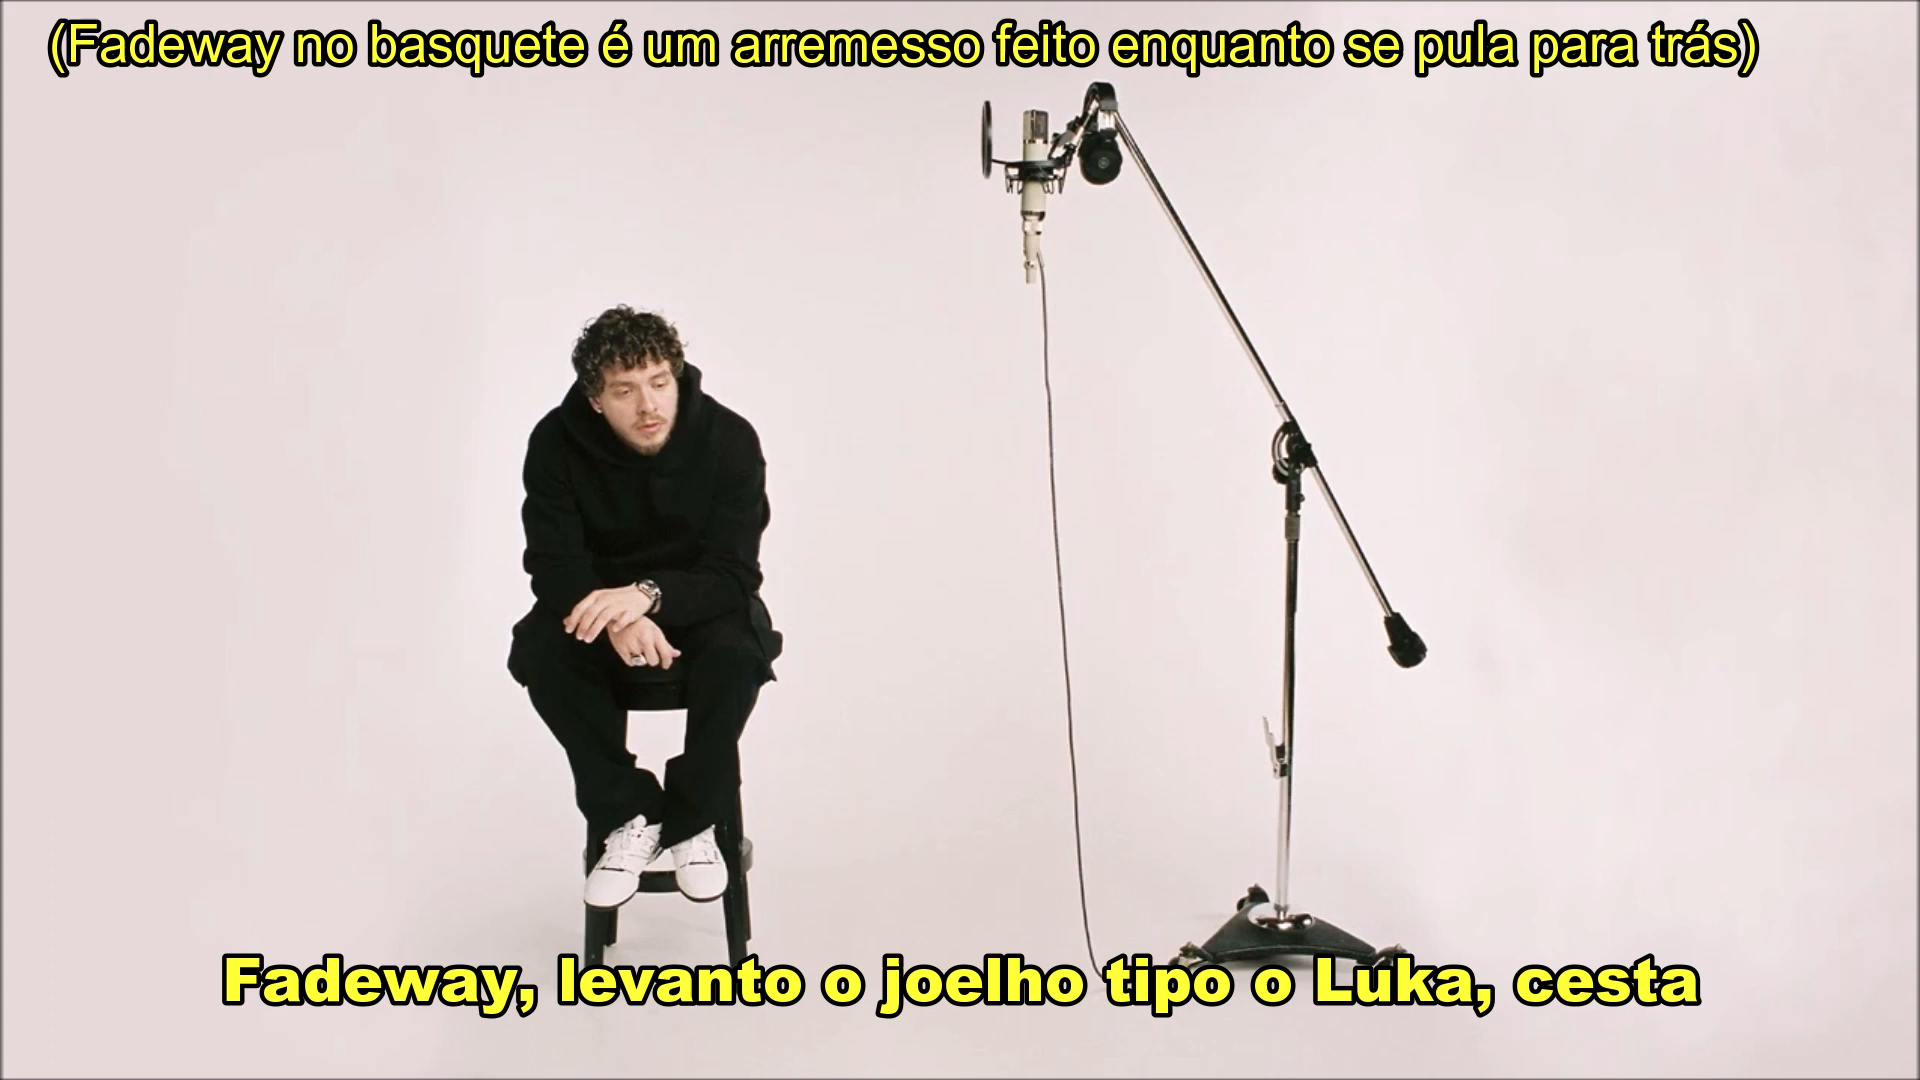 (Fadeway no basquete é um arremesso feito enquanto se pula para trás)
Fadeway, levanto o joelho tipo o Luka, cesta